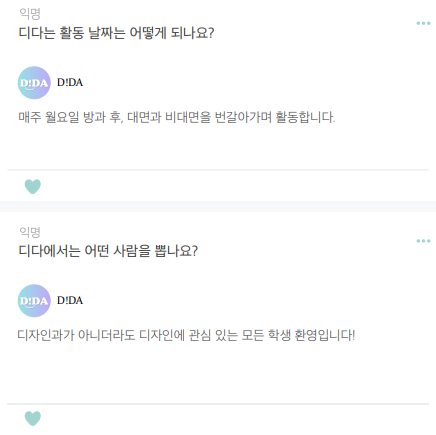 익명
디다는 활동 날짜는 어떻게 되나요?
D!DA
D!DA
매주 월요일 방과 후, 대면과 비대면을 번갈아가며 활동합니다.
익명
디다에서는 어떤 사람을 뽑나요?
D!DA
D!DA
디자인과가 아니더라도 디자인에 관심 있는 모든 학생 환영입니다!